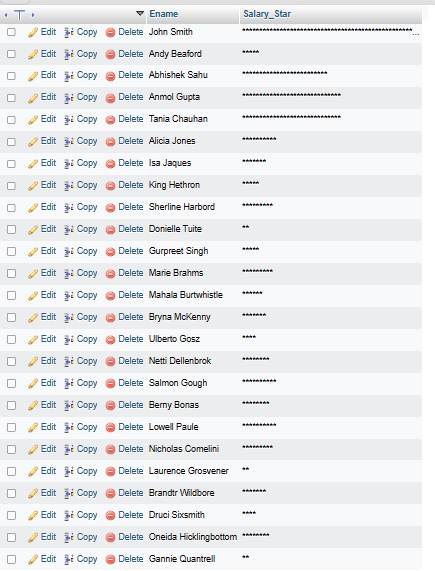 Ename Salary_Star
Edit Copy Delete John Smith **************************************************...
Edit Copy Delete Andy Beaford *****
Edit Copy Delete Abhishek Sahu *************************
Edit Copy Delete Anmol Gupta *****************************
Edit Copy Delete Tania Chauhan *****************************
Edit Copy Delete Alicia Jones **********
Edit Copy Delete Isa Jaques *******
Edit Copy Delete King Hethron *****
Edit Copy Delete Sherline Harbord *********
Edit Copy Delete Donielle Tuite **
Edit Copy Delete Gurpreet Singh *****
Edit Copy Delete Marie Brahms *********
Edit Copy Delete Mahala Burtwhistle ******
Edit Copy Delete Bryna McKenny *******
Edit Copy Delete Ulberto Gosz ****
Edit Copy Delete Netti Dellenbrok ********
Edit Copy Delete Salmon Gough **********
Edit Copy Delete Berny Bonas ********
Edit Copy Delete Lowell Paule **********
Edit Copy Delete Nicholas Comelini *********
Edit Copy Delete Laurence Grosvener **
Edit Copy Delete Brandtr Wildbore *******
Edit Copy Delete Druci Sixsmith ****
Edit Copy Delete Oneida Hicklingbottom ********
Edit Copy Delete Gannie Quantrell **